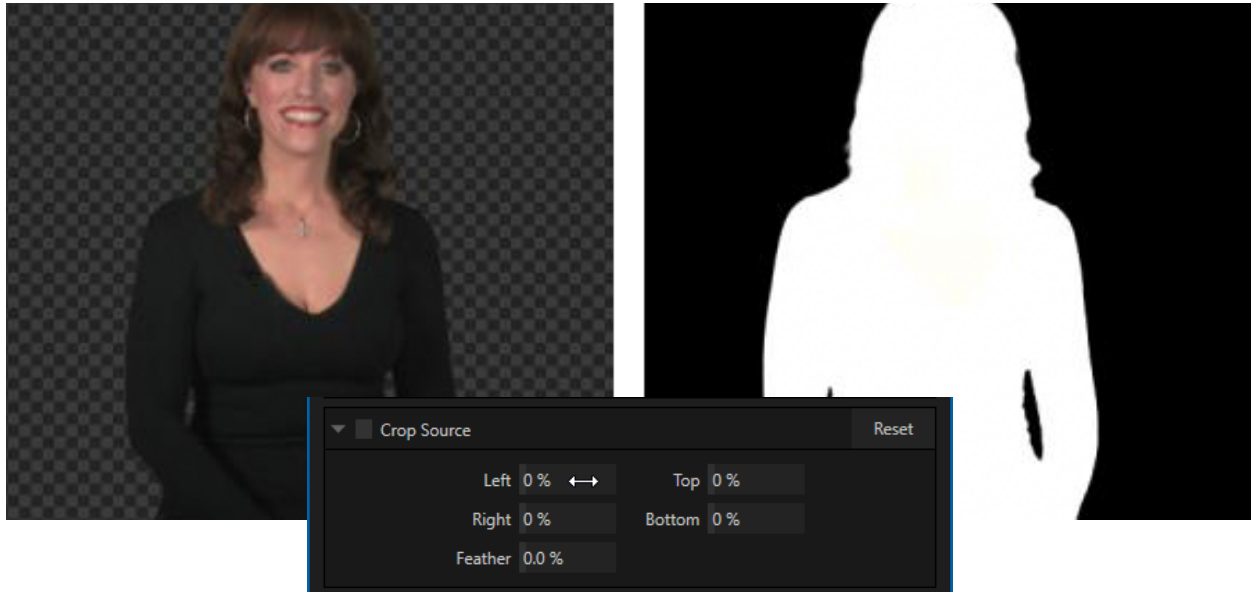 Crop Source Reset
Left 0 % Top 0 %
Right 0 % Bottom 0 %
Feather 0.0 %